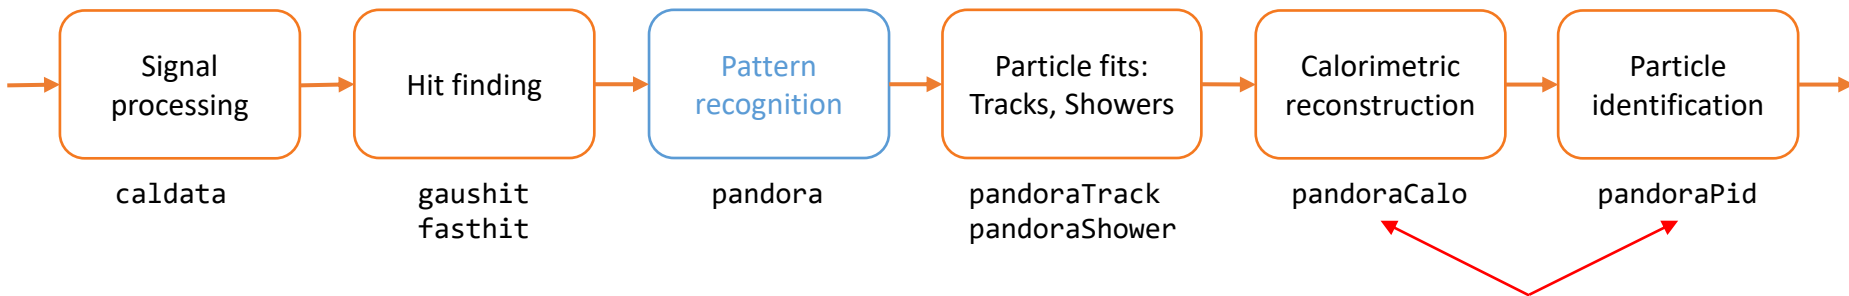 Signal
processing
Hit finding
Pattern
recognition
Particle fits:
Tracks, Showers
Calorimetric
reconstruction
Particle
identification
caldata
gaushit
fasthit
pandora
pandoraTrack
pandoraShower
pandoraCalo
pandoraPid